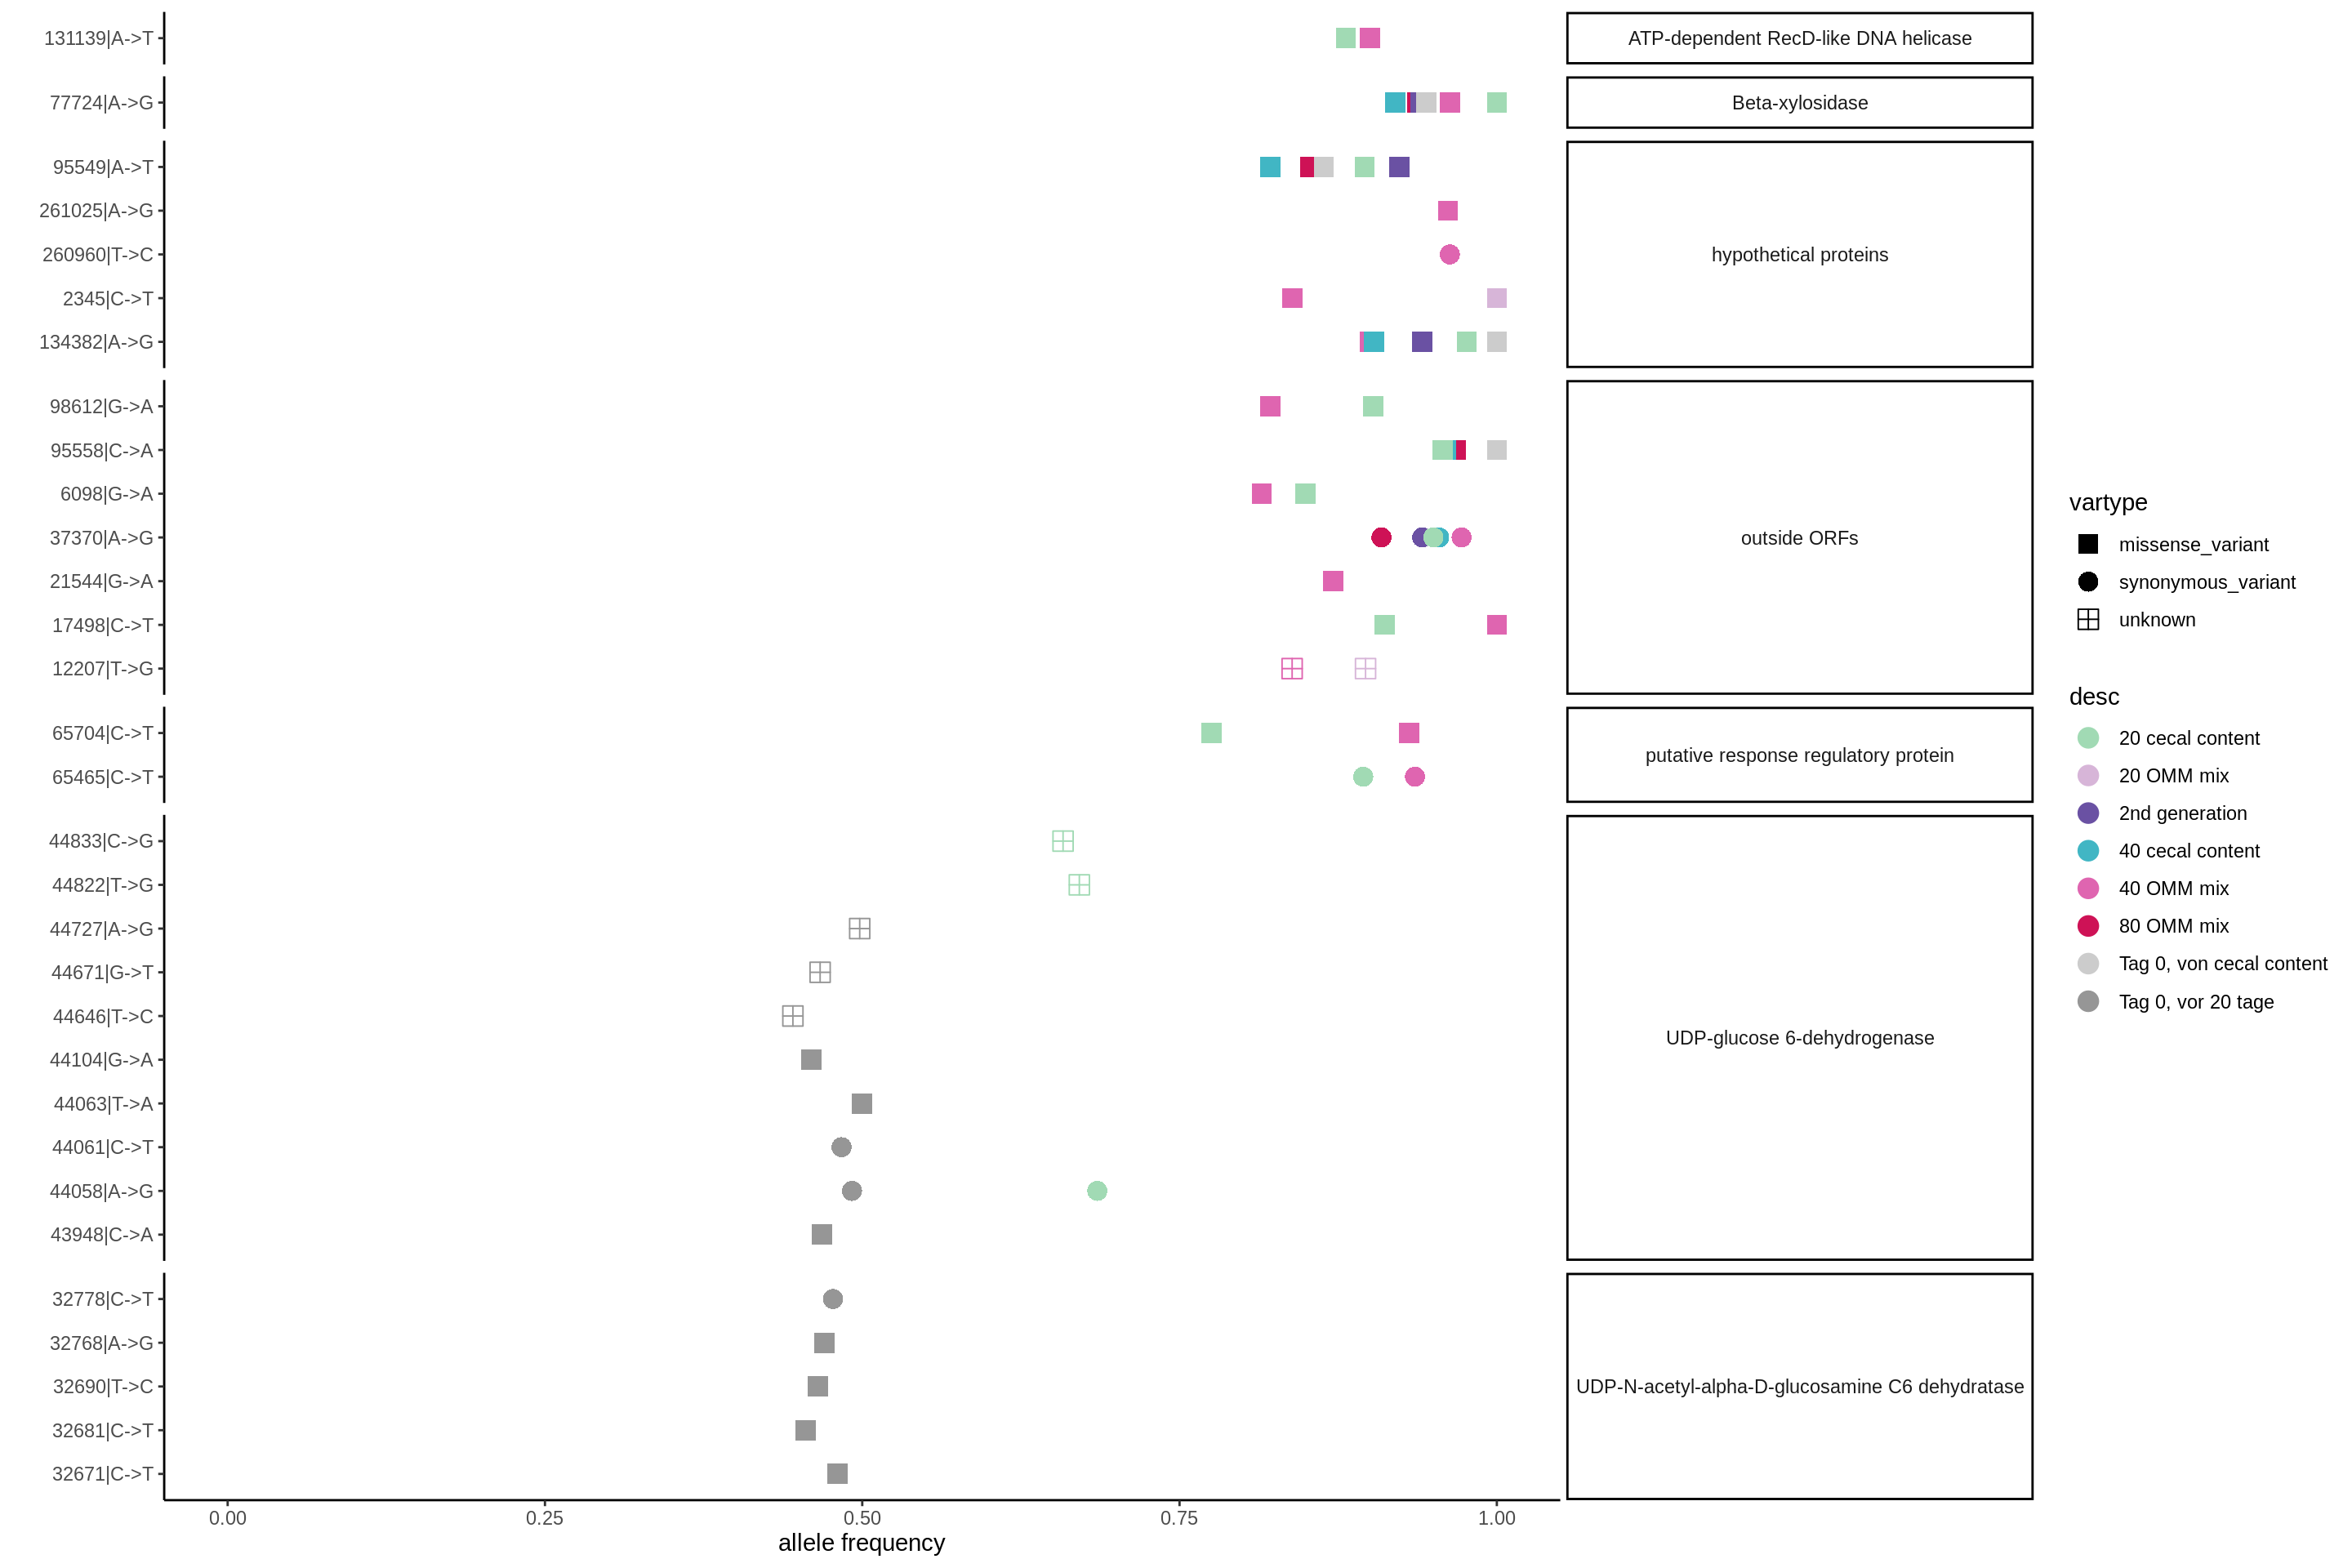 131139|A->T
ATP-dependent RecD-like DNA helicase
77724|A->G
Beta-xylosidase
95549|A->T
261025|A->G
260960|T->C
2345|C->T
134382|A->G
hypothetical proteins
98612|G->A
95558|C->A
6098|G->A
37370|A->G
21544|G->A
17498|C->T
12207|T->G
outside ORFs
65704|C->T
65465|C->T
putative response regulatory protein
44833|C->G
44822|T->G
44727|A->G
44671|G->T
44646|T->C
44104|G->A
44063|T->A
44061|C->T
44058|A->G
43948|C->A
UDP-glucose 6-dehydrogenase
32778|C->T
32768|A->G
32690|T->C
32681|C->T
32671|C->T
UDP-N-acetyl-alpha-D-glucosamine C6 dehydratase
0.00 0.25 0.50 0.75 1.00
allele frequency
vartype
missense_variant
synonymous_variant
unknown
desc
20 cecal content
20 OMM mix
2nd generation
40 cecal content
40 OMM mix
80 OMM mix
Tag 0, von cecal content
Tag 0, vor 20 tage